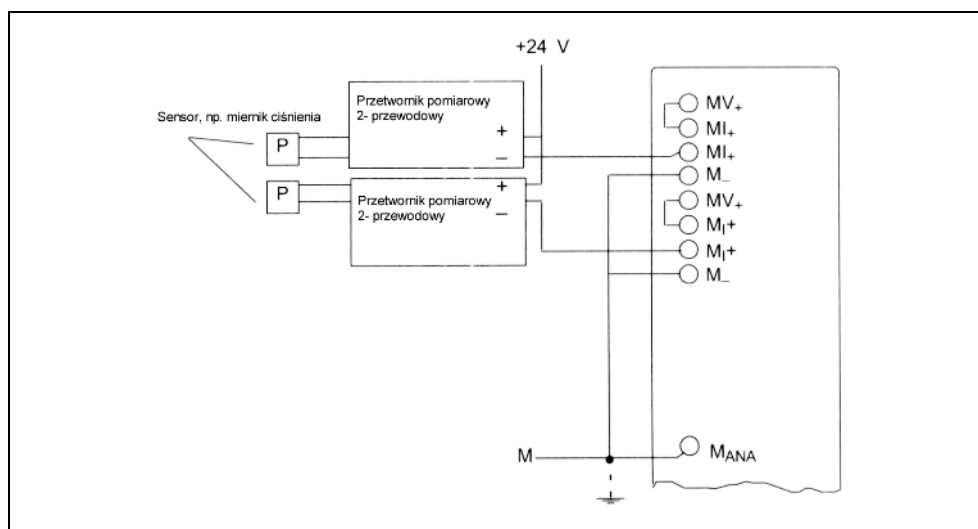 +24 V
Przetwornik pomiarowy
2- przewodowy
+
–
Sensor, np. miernik ciśnienia
P
P
+
Przetwornik pomiarowy
2- przewodowy
–
MV+
MI+
MI+
M–
MV+
MI+
MI+
M–
M
MANA